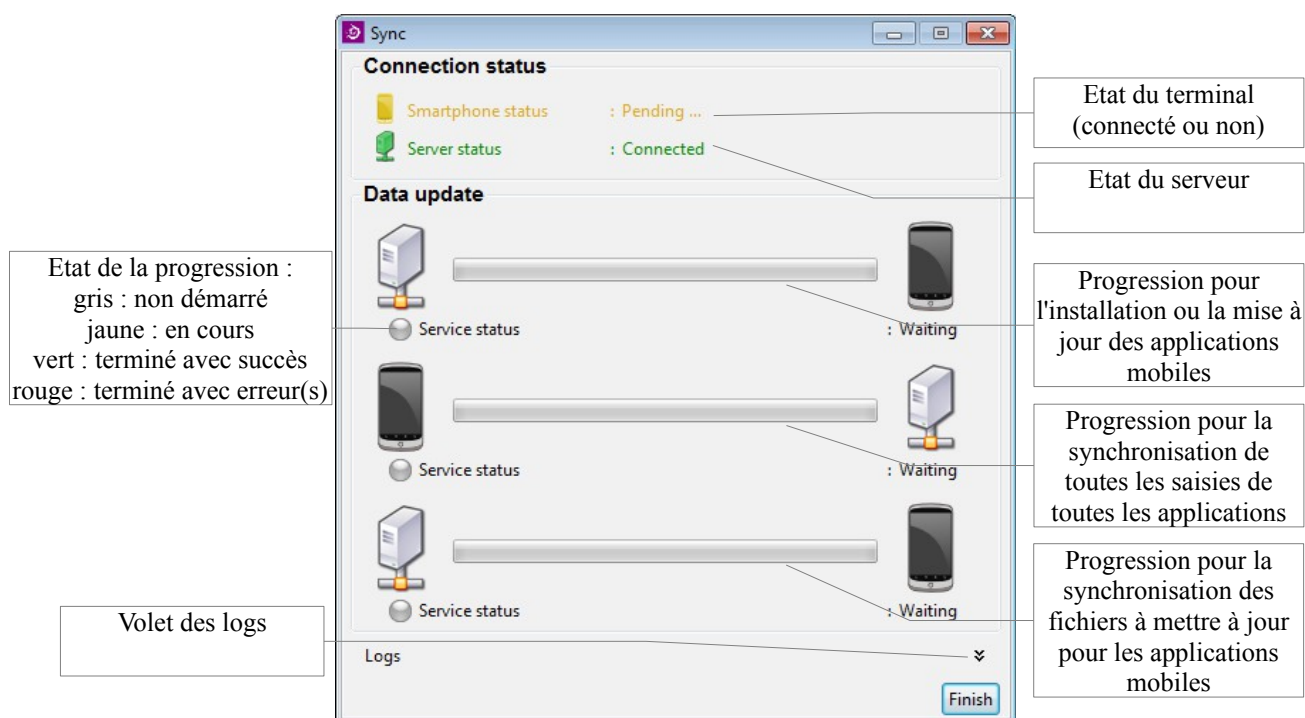 Sync
Connection status
Smartphone status : Pending ...
Server status : Connected
Etat du terminal
(connecté ou non)
Etat du serveur
Data update
Etat de la progression :
gris : non démarré
jaune : en cours
vert : terminé avec succès
rouge : terminé avec erreur(s)
Service status : Waiting
Progression pour
l'installation ou la mise à
jour des applications
mobiles
Service status : Waiting
Progression pour la
synchronisation de
toutes les saisies de
toutes les applications
Service status : Waiting
Progression pour la
synchronisation des
fichiers à mettre à jour
pour les applications
mobiles
Volet des logs
Logs
Finish